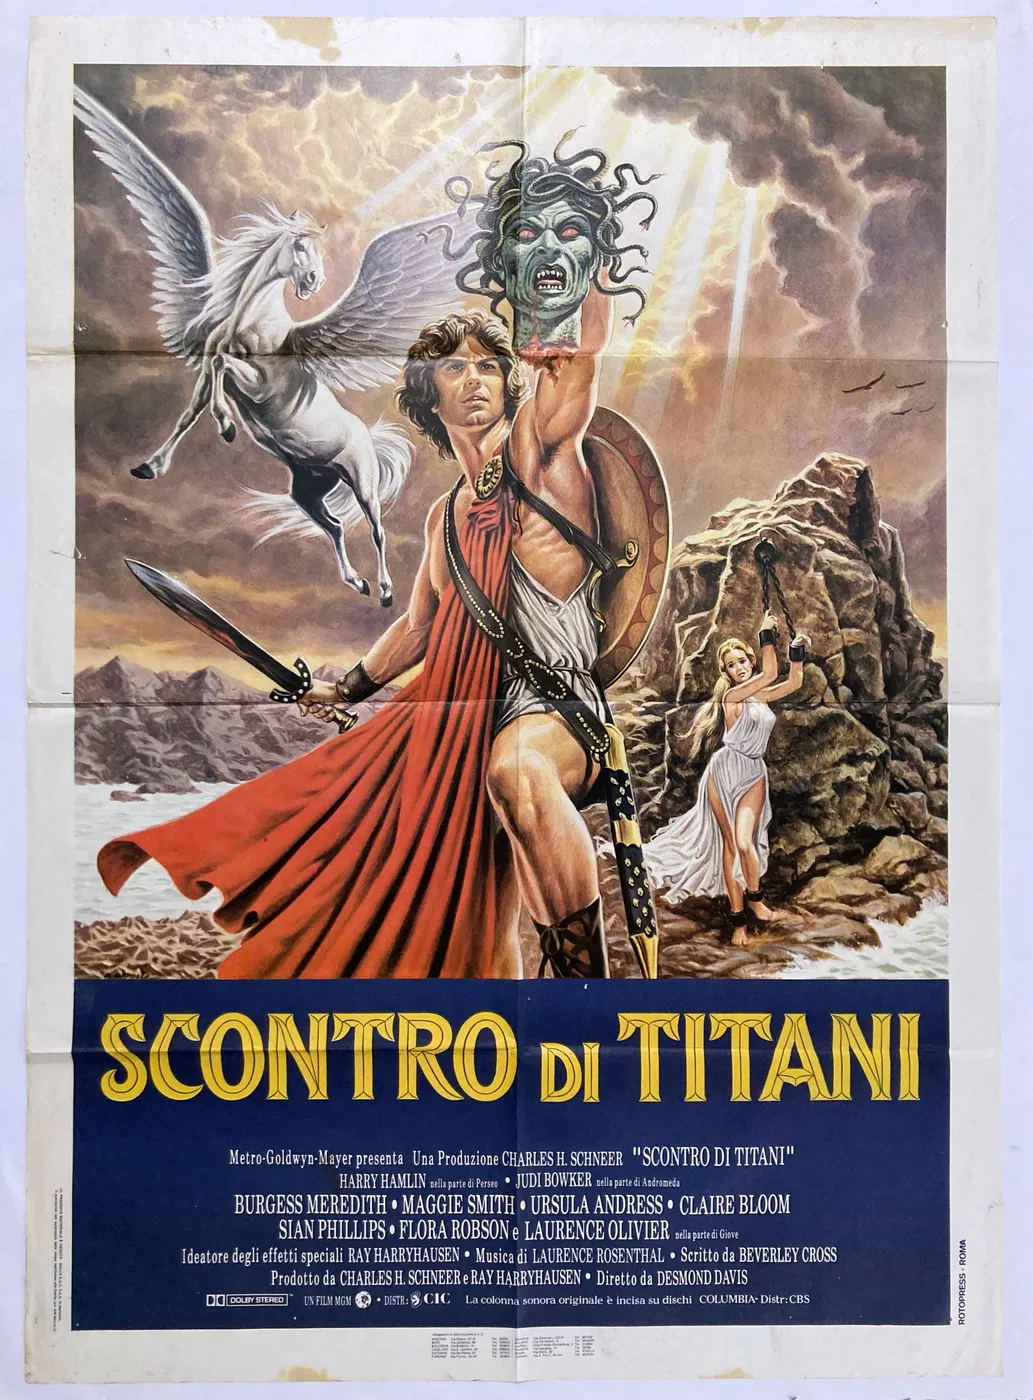 SCONTRO DI TITANI
Metro-Goldwyn-Mayer presenta Una Produzione CHARLES H. SCHNEER "SCONTRO DI TITANI"
HARRY HAMLIN nella parte di Perseo • JUDI BOWKER nella parte di Andromeda
BURGESS MEREDITH • MAGGIE SMITH • URSULA ANDRESS • CLAIRE BLOOM
SIAN PHILLIPS • FLORA ROBSON e LAURENCE OLIVIER nella parte di Giove
Ideatore degli effetti speciali RAY HARRYHAUSEN • Musica di LAURENCE ROSENTHAL • Scritto da BEVERLEY CROSS
Prodotto da CHARLES H. SCHNEER e RAY HARRYHAUSEN • Diretto da DESMOND DAVIS
DOLBY STEREO UN FILM MGM • DISTR: CIC La colonna sonora originale è incisa su dischi COLUMBIA - Distr: CBS
ROTOPRESS - ROMA